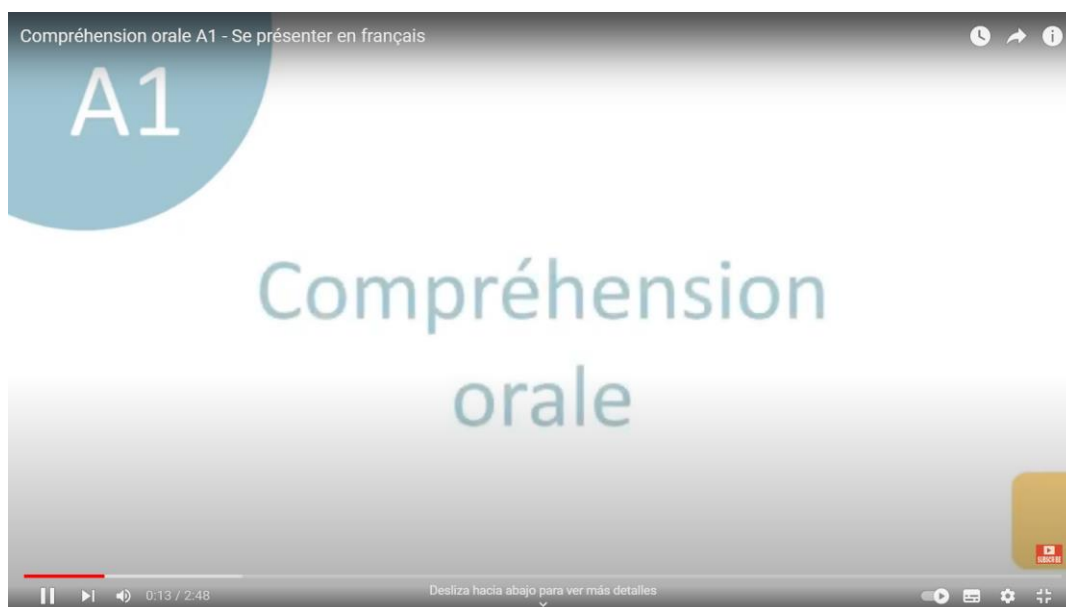 Compréhension orale A1 - Se présenter en français
A1
Compréhension
orale
SUBSCRIBE
0:13 / 2:48
Desliza hacia abajo para ver más detalles